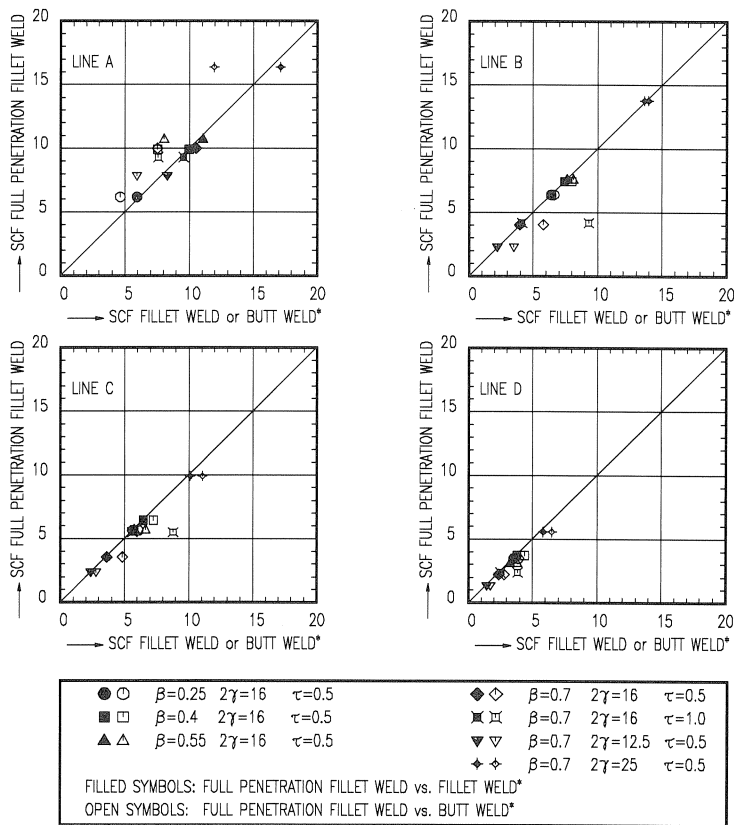 20
15
10
5
0
LINE A
SCF FULL PENETRATION FILLET WELD
0 5 10 15 20
SCF FILLET WELD or BUTT WELD*
20
15
10
5
0
LINE B
SCF FULL PENETRATION FILLET WELD
0 5 10 15 20
SCF FILLET WELD or BUTT WELD*
20
15
10
5
0
LINE C
SCF FULL PENETRATION FILLET WELD
0 5 10 15 20
SCF FILLET WELD or BUTT WELD*
20
15
10
5
0
LINE D
SCF FULL PENETRATION FILLET WELD
0 5 10 15 20
SCF FILLET WELD or BUTT WELD*
β=0.25 2γ=16 τ=0.5
β=0.4 2γ=16 τ=0.5
β=0.55 2γ=16 τ=0.5
β=0.7 2γ=16 τ=0.5
β=0.7 2γ=16 τ=1.0
β=0.7 2γ=12.5 τ=0.5
β=0.7 2γ=25 τ=0.5
FILLED SYMBOLS: FULL PENETRATION FILLET WELD vs. FILLET WELD*
OPEN SYMBOLS: FULL PENETRATION FILLET WELD vs. BUTT WELD*